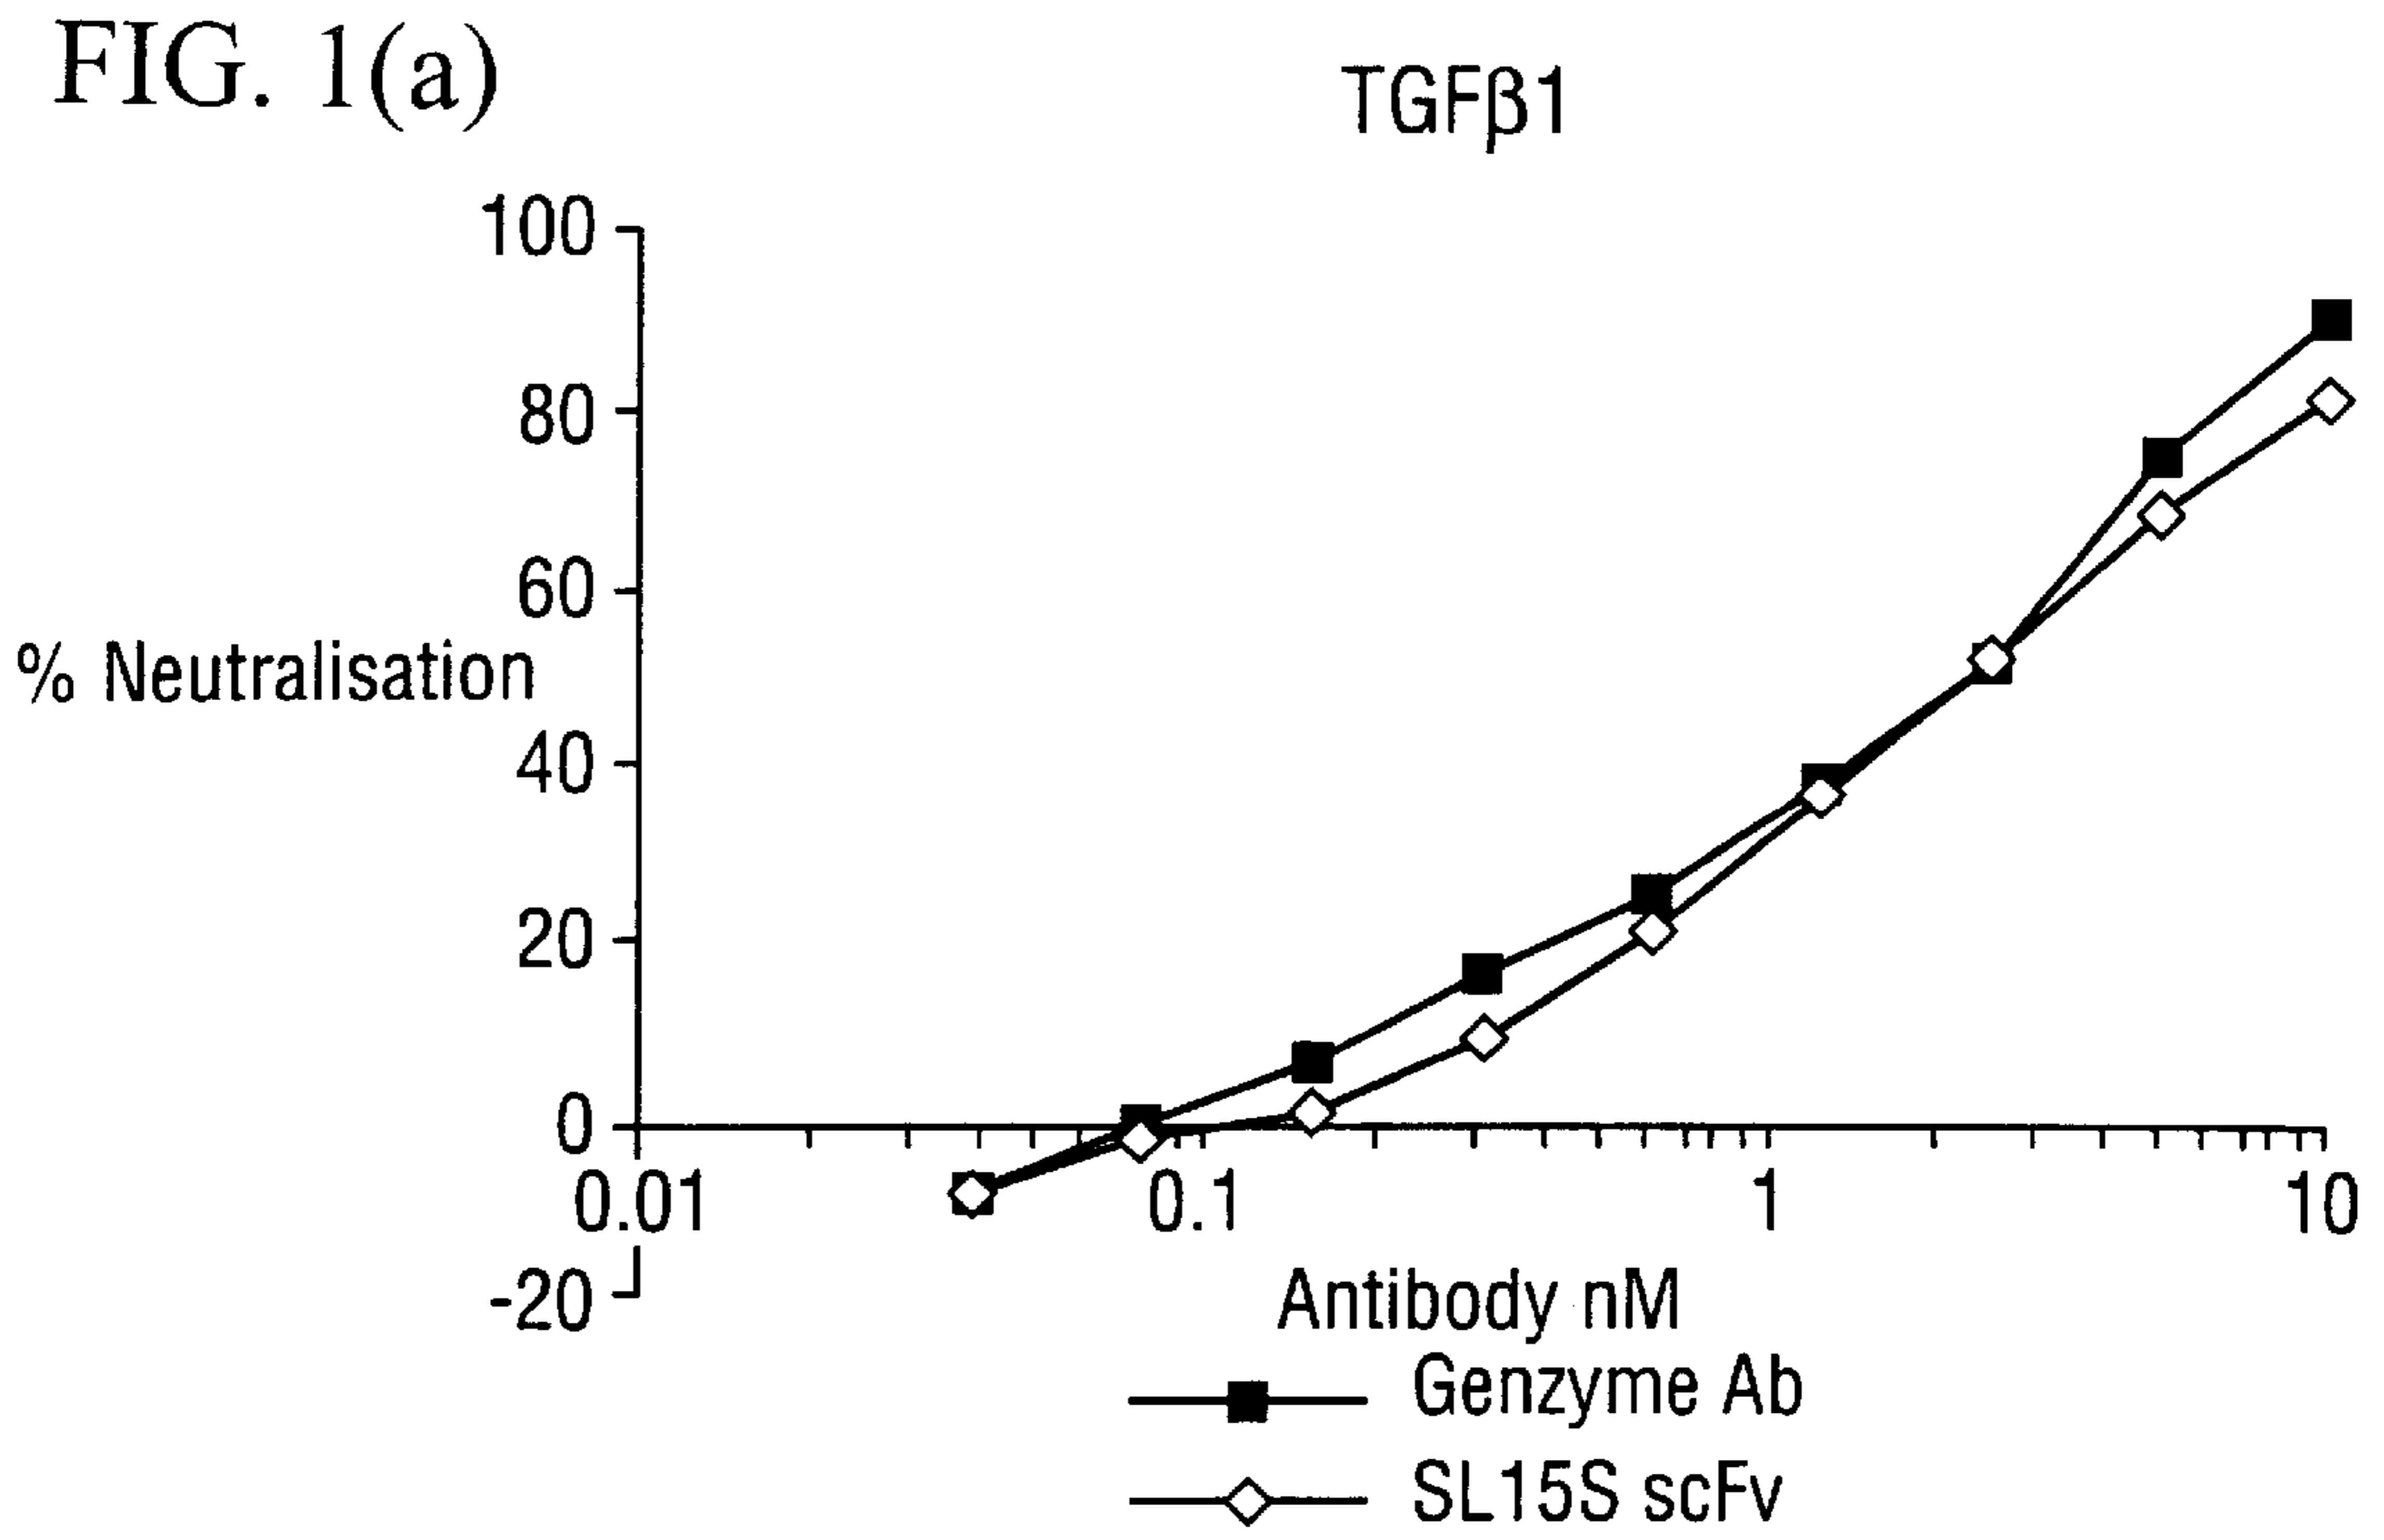 FIG. 1(a)
TGFβ1
100
80
60
% Neutralisation
40
20
0
0.01 0.1 1 10
-20
Antibody nM
Genzyme Ab
SL15S scFv